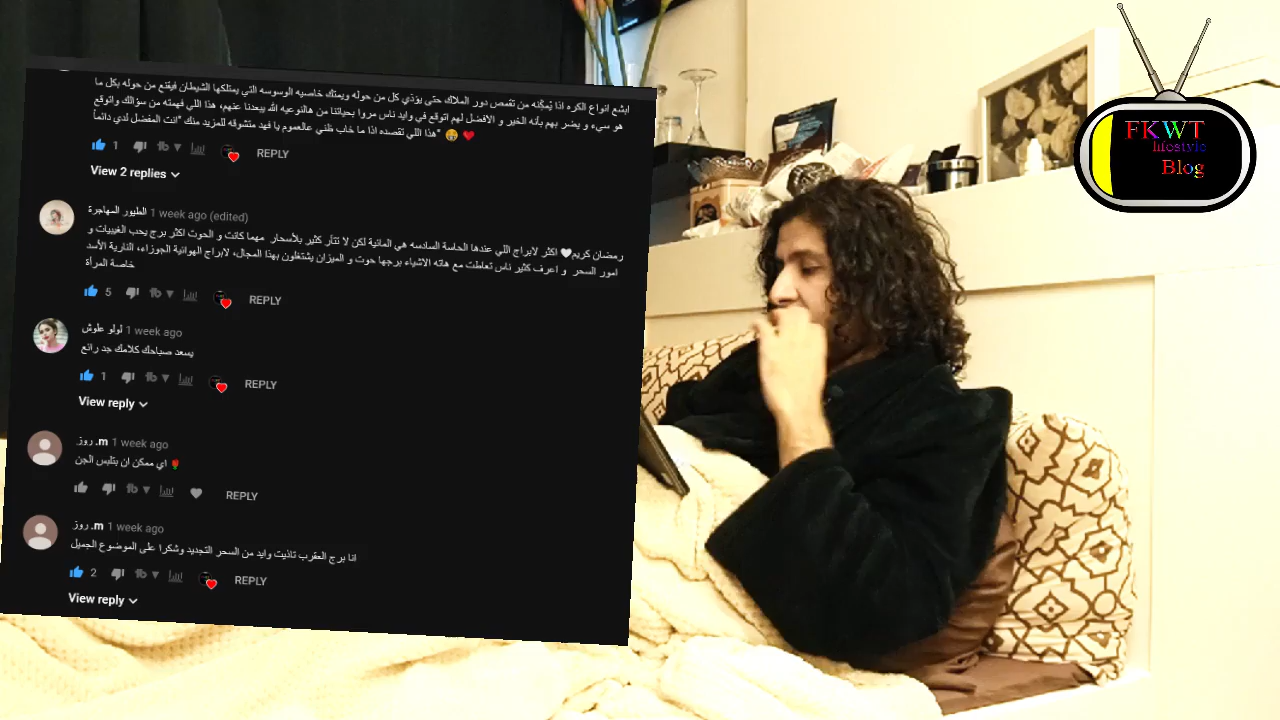 ابشع انواع الكره اذا يُمكِّنه من تقمص دور الملاك حتى يؤذي كل من حوله ويمتلك خاصيه الوسوسه التي يمتلكها الشيطان فيقنع من حوله بكل ما
هو سيء و يضر بهم بأنه الخير و الافضل لهم اتوقع في وايد ناس مروا بحياتنا من هالنوعيه الله يبعدنا عنهم، هذا اللي فهمته من سؤالك واتوقع
هذا اللي تقصده اذا ما خاب ظني عالعموم يا فهد متشوقه للمزيد منك "انت المفضل لدي دائماً" 😭 ❤️
1 REPLY
View 2 replies
الطيور المهاجرة 1 week ago (edited)
رمضان كريم🤍 اكثر لابراج اللي عندها الحاسة السادسه هي المائية لكن لا تتأر كثير بلأسحار مهما كانت و الحوت اكثر برج يحب الغيبيات و
امور السحر و اعرف كثير ناس تعاطت مع هاته الاشياء برجها حوت و الميزان يشتغلون بهذا المجال، لابراج الهوائية الجوزاء، النارية الأسد
خاصة المرأة
5 REPLY
لولو علوش 1 week ago
يسعد صباحك كلامك جد رائع
1 REPLY
View reply
روز .m 1 week ago
اي ممكن ان يتلبس الجن 🌹
REPLY
روز .m 1 week ago
انا برج العقرب تاذيت وايد من السحر التجديد وشكرا على الموضوع الجميل
2 REPLY
View reply
FKWT
lifestyle
Blog